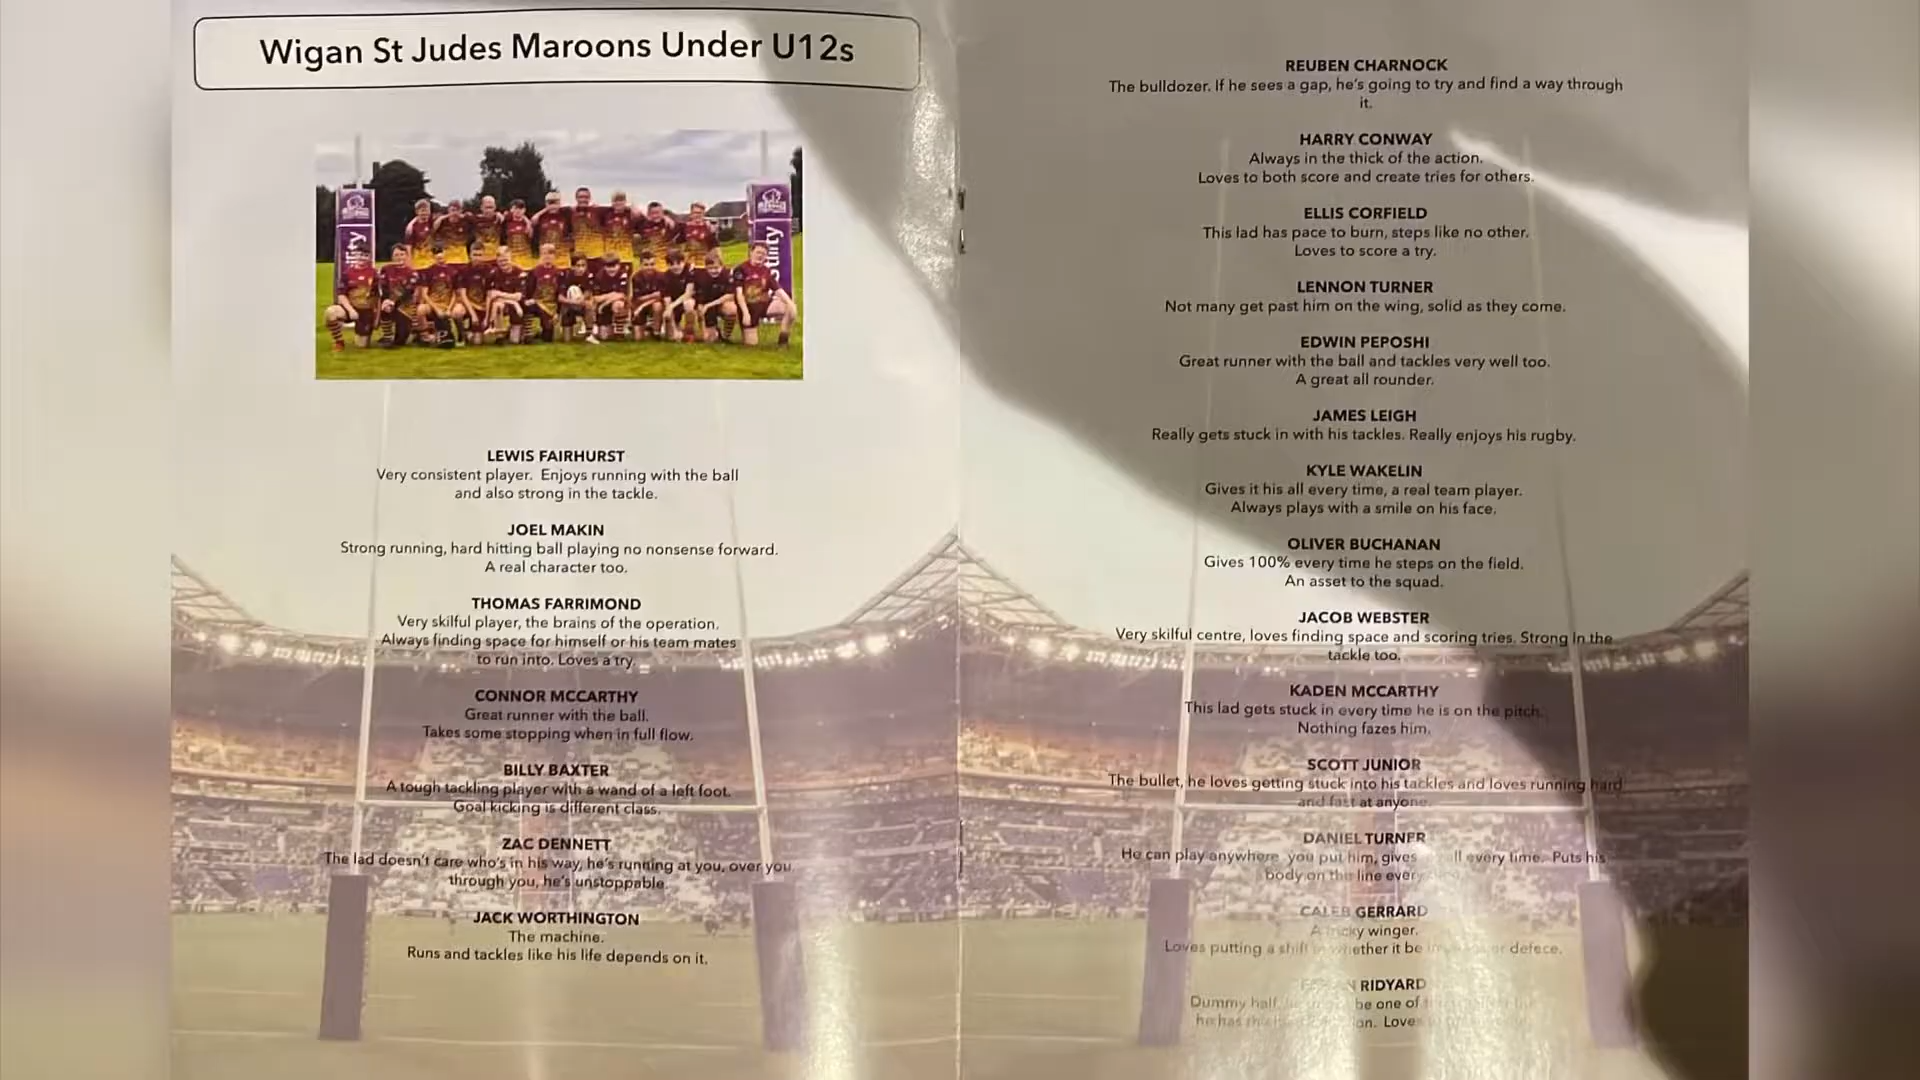 Wigan St Judes Maroons Under U12s
LEWIS FAIRHURST
Very consistent player. Enjoys running with the ball
and also strong in the tackle.
JOEL MAKIN
Strong running, hard hitting ball playing no nonsense forward.
A real character too.
THOMAS FARRIMOND
Very skilful player, the brains of the operation.
Always finding space for himself or his team mates
to run into. Loves a try.
CONNOR MCCARTHY
Great runner with the ball.
Takes some stopping when in full flow.
BILLY BAXTER
A tough tackling player with a wand of a left foot.
Goal kicking is different class.
ZAC DENNETT
The lad doesn't care who's in his way, he's running at you, over you,
through you, he's unstoppable.
JACK WORTHINGTON
The machine.
Runs and tackles like his life depends on it.
REUBEN CHARNOCK
The bulldozer. If he sees a gap, he's going to try and find a way through
it.
HARRY CONWAY
Always in the thick of the action.
Loves to both score and create tries for others.
ELLIS CORFIELD
This lad has pace to burn, steps like no other.
Loves to score a try.
LENNON TURNER
Not many get past him on the wing, solid as they come.
EDWIN PEPOSHI
Great runner with the ball and tackles very well too.
A great all rounder.
JAMES LEIGH
Really gets stuck in with his tackles. Really enjoys his rugby.
KYLE WAKELIN
Gives it his all every time, a real team player.
Always plays with a smile on his face.
OLIVER BUCHANAN
Gives 100% every time he steps on the field.
An asset to the squad.
JACOB WEBSTER
Very skilful centre, loves finding space and scoring tries. Strong In the
tackle too.
KADEN MCCARTHY
This lad gets stuck in every time he is on the pitch.
Nothing fazes him.
SCOTT JUNIOR
The bullet, he loves getting stuck into his tackles and loves running hard
and fast at anyone.
DANIEL TURNER
He can play anywhere you put him, gives every time. Puts his
body on the line every
CALEB GERRARD
A tricky winger.
Loves putting a shift whether it be or defece.
RIDYARD
Dummy half, be one of
he has